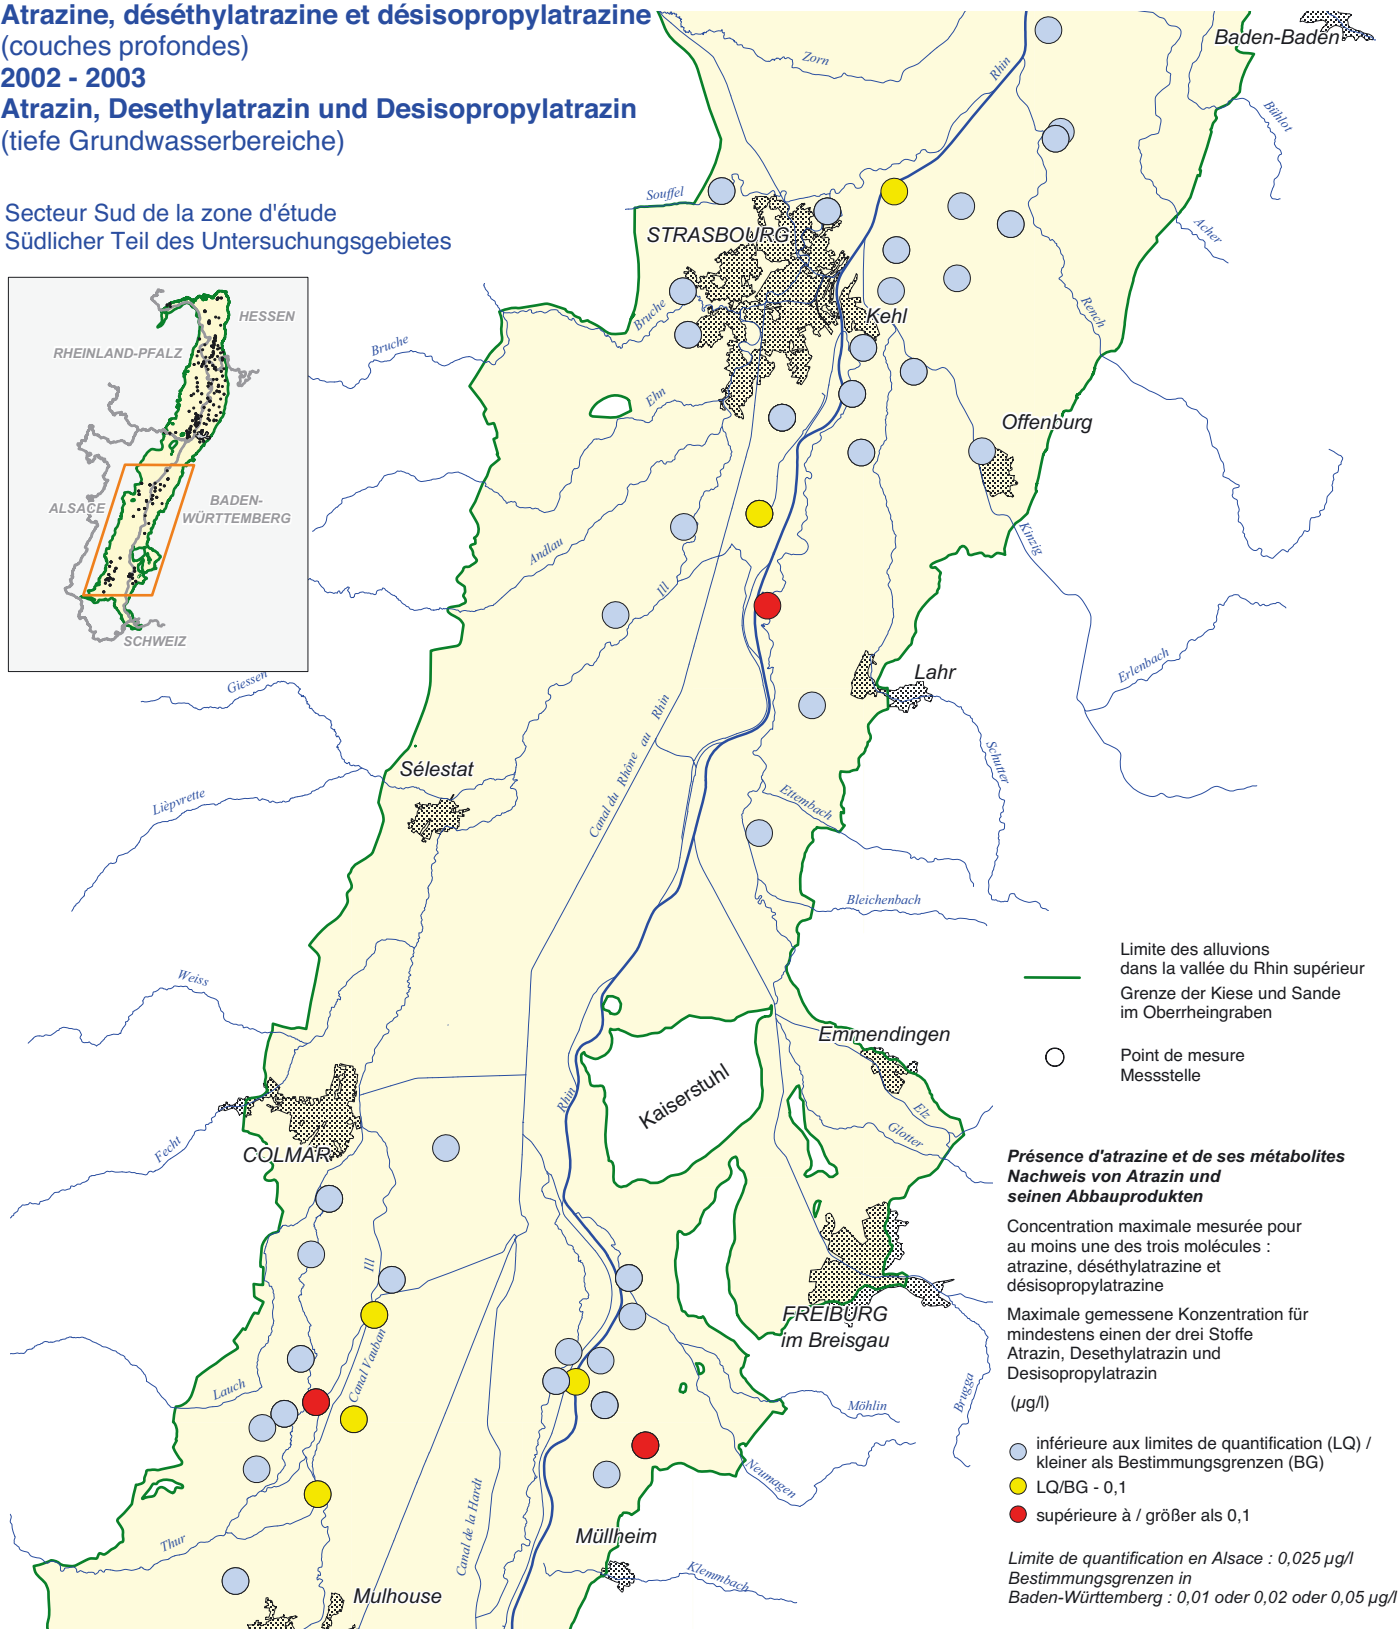 Atrazine, déséthylatrazine et désisopropylatrazine
(couches profondes)
2002 - 2003
Atrazin, Desethylatrazin und Desisopropylatrazin
(tiefe Grundwasserbereiche)
Secteur Sud de la zone d'étude
Südlicher Teil des Untersuchungsgebietes
HESSEN
RHEINLAND-PFALZ
ALSACE
BADEN-
WÜRTTEMBERG
SCHWEIZ
Baden-Baden
Zorn
Rhin
Bühlot
Souffel
STRASBOURG
Acher
Bruche
Bruche
Kehl
Rench
Ehn
Offenburg
Andlau
Kinzig
Ill
Erlenbach
Giessen
Lahr
Canal du Rhône au Rhin
Schutter
Sélestat
Lièpvrette
Ettembach
Bleichenbach
Weiss
Emmendingen
Kaiserstuhl
Rhin
Elz
Glotter
Fecht
COLMAR
Ill
FREIBURG
im Breisgau
Canal Vauban
Lauch
Möhlin
Brugga
Neumagen
Canal de la Hardt
Thur
Müllheim
Klemmbach
Mulhouse
Limite des alluvions
dans la vallée du Rhin supérieur
Grenze der Kiese und Sande
im Oberrheingraben
Point de mesure
Messstelle
Présence d'atrazine et de ses métabolites
Nachweis von Atrazin und
seinen Abbauprodukten
Concentration maximale mesurée pour
au moins une des trois molécules :
atrazine, déséthylatrazine et
désisopropylatrazine
Maximale gemessene Konzentration für
mindestens einen der drei Stoffe
Atrazin, Desethylatrazin und
Desisopropylatrazin
(µg/l)
inférieure aux limites de quantification (LQ) /
kleiner als Bestimmungsgrenzen (BG)
LQ/BG - 0,1
supérieure à / größer als 0,1
Limite de quantification en Alsace : 0,025 µg/l
Bestimmungsgrenzen in
Baden-Württemberg : 0,01 oder 0,02 oder 0,05 µg/l